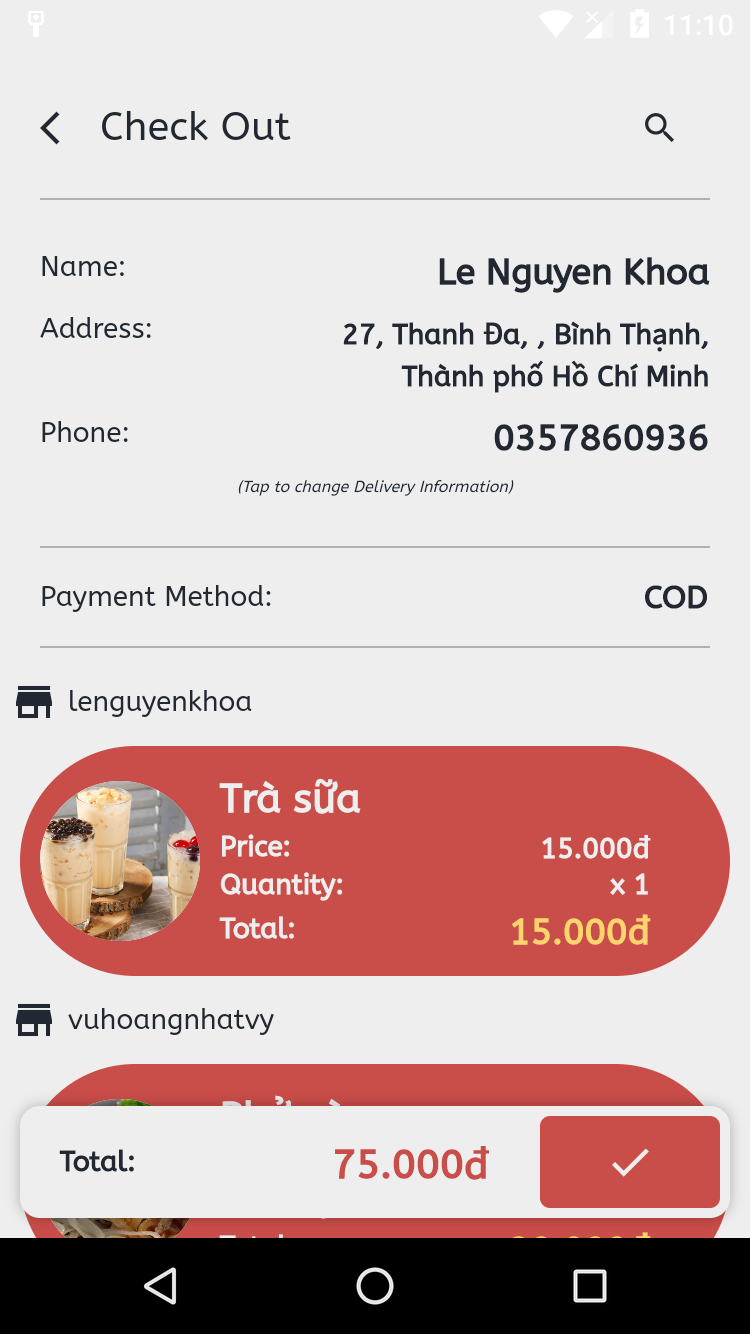 11:10
Check Out
Name:
Le Nguyen Khoa
Address:
27, Thanh Đa, , Bình Thạnh,
Thành phố Hồ Chí Minh
Phone:
0357860936
(Tap to change Delivery Information)
Payment Method:
COD
lenguyenkhoa
Trà sữa
Price:
15.000đ
Quantity:
x 1
Total:
15.000đ
vuhoangnhatvy
Total:
75.000đ